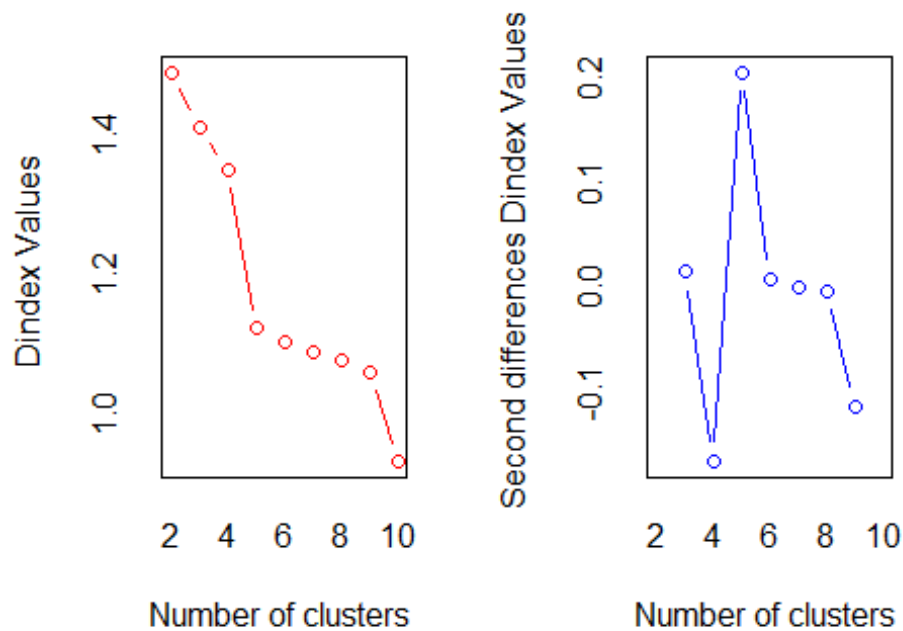 Dindex Values
1.0 1.2 1.4
2 4 6 8 10
Number of clusters
Second differences Dindex Values
-0.1 0.0 0.1 0.2
2 4 6 8 10
Number of clusters